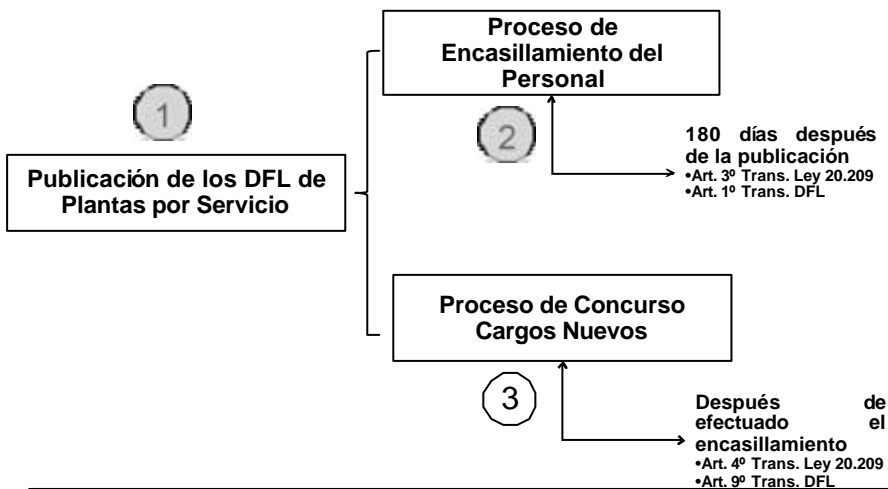 Proceso de
Encasillamiento del
Personal
1
2
180 días después
de la publicación
•Art. 3º Trans. Ley 20.209
•Art. 1º Trans. DFL
Publicación de los DFL de
Plantas por Servicio
Proceso de Concurso
Cargos Nuevos
3
Después de
efectuado el
encasillamiento
•Art. 4º Trans. Ley 20.209
•Art. 9º Trans. DFL